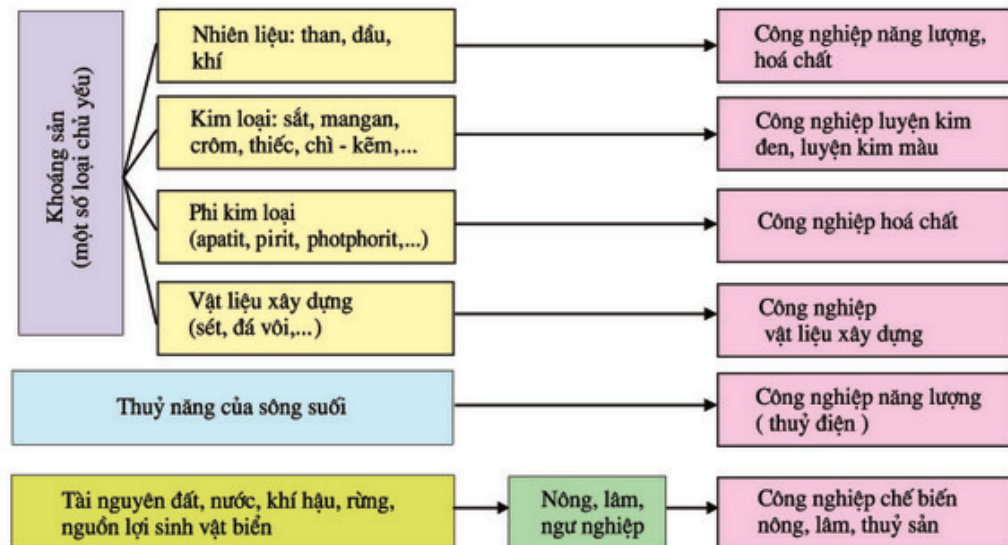 Khoáng sản
(một số loại chủ yếu)
Nhiên liệu: than, dầu,
khí
Công nghiệp năng lượng,
hoá chất
Kim loại: sắt, mangan,
crôm, thiếc, chì - kẽm,...
Công nghiệp luyện kim
đen, luyện kim màu
Phi kim loại
(apatit, pirit, photphorit,...)
Công nghiệp hoá chất
Vật liệu xây dựng
(sét, đá vôi,...)
Công nghiệp
vật liệu xây dựng
Thuỷ năng của sông suối
Công nghiệp năng lượng
( thuỷ điện )
Tài nguyên đất, nước, khí hậu, rừng,
nguồn lợi sinh vật biển
Nông, lâm,
ngư nghiệp
Công nghiệp chế biến
nông, lâm, thuỷ sản